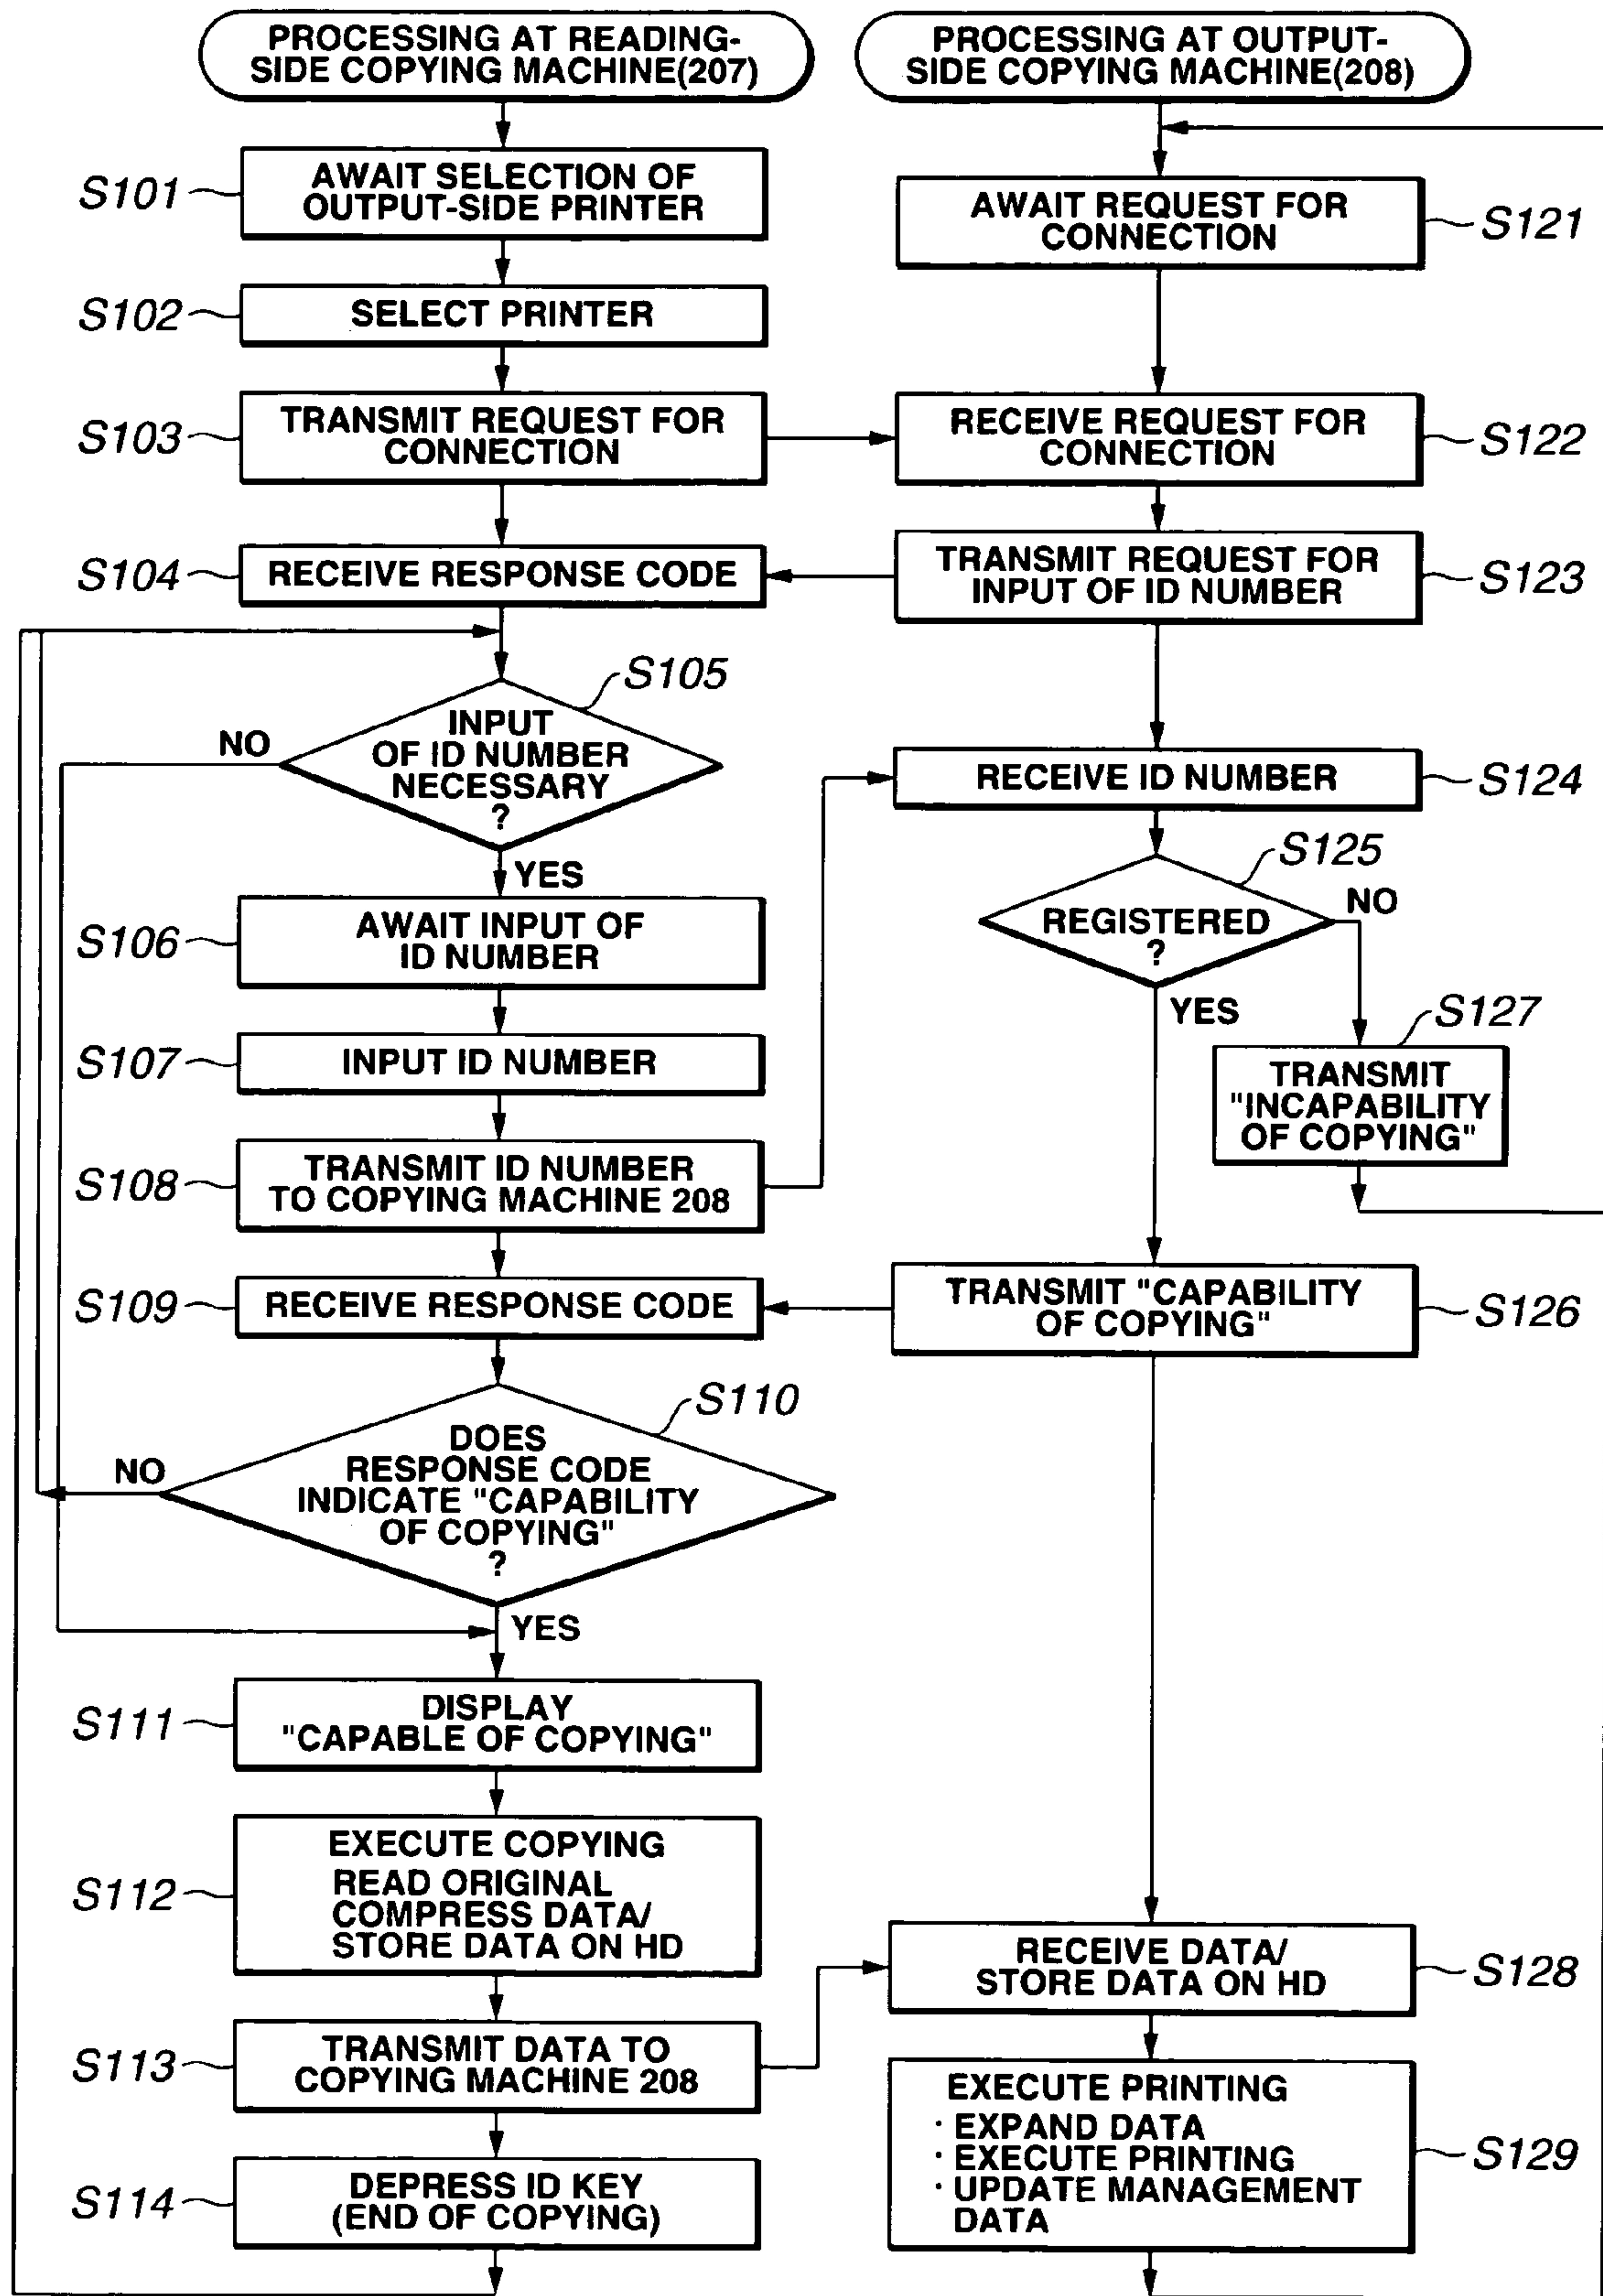 PROCESSING AT READING-
SIDE COPYING MACHINE(207)
S101
AWAIT SELECTION OF
OUTPUT-SIDE PRINTER
S102
SELECT PRINTER
S103
TRANSMIT REQUEST FOR
CONNECTION
S104
RECEIVE RESPONSE CODE
S105
INPUT
OF ID NUMBER
NECESSARY
?
NO
YES
S106
AWAIT INPUT OF
ID NUMBER
S107
INPUT ID NUMBER
S108
TRANSMIT ID NUMBER
TO COPYING MACHINE 208
S109
RECEIVE RESPONSE CODE
S110
DOES
RESPONSE CODE
INDICATE "CAPABILITY
OF COPYING"
?
NO
YES
S111
DISPLAY
"CAPABLE OF COPYING"
S112
EXECUTE COPYING
READ ORIGINAL
COMPRESS DATA/
STORE DATA ON HD
S113
TRANSMIT DATA TO
COPYING MACHINE 208
S114
DEPRESS ID KEY
(END OF COPYING)
PROCESSING AT OUTPUT-
SIDE COPYING MACHINE(208)
AWAIT REQUEST FOR
CONNECTION
S121
RECEIVE REQUEST FOR
CONNECTION
S122
TRANSMIT REQUEST FOR
INPUT OF ID NUMBER
S123
RECEIVE ID NUMBER
S124
S125
REGISTERED
?
NO
YES
S127
TRANSMIT
"INCAPABILITY
OF COPYING"
TRANSMIT "CAPABILITY
OF COPYING"
S126
RECEIVE DATA/
STORE DATA ON HD
S128
EXECUTE PRINTING
· EXPAND DATA
· EXECUTE PRINTING
· UPDATE MANAGEMENT
DATA
S129